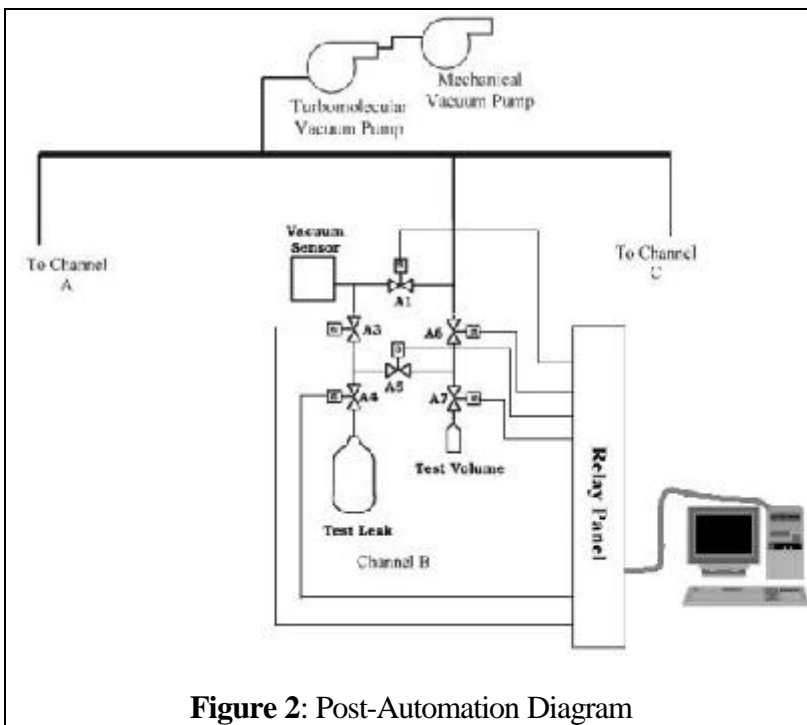 Mechanical
Vacuum Pump
Turbomolecular
Vacuum Pump
Vacuum
Sensor
To Channel
A
To Channel
C
A1
A3
A6
A5
A4
A7
Test Volume
Test Leak
Channel B
Relay Panel
Figure 2: Post-Automation Diagram